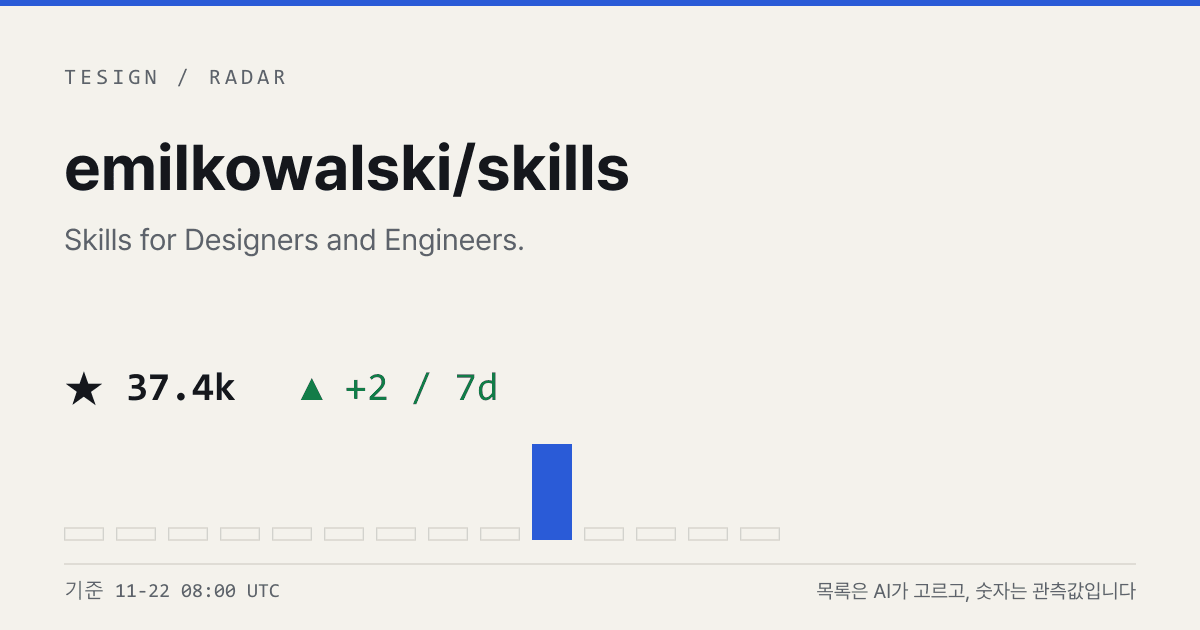 TESIGN / RADAR
emilkowalski/skills
Skills for Designers and Engineers.
★ 37.4k ▲ +2 / 7d
기준 11-22 08:00 UTC
목록은 AI가 고르고, 숫자는 관측값입니다